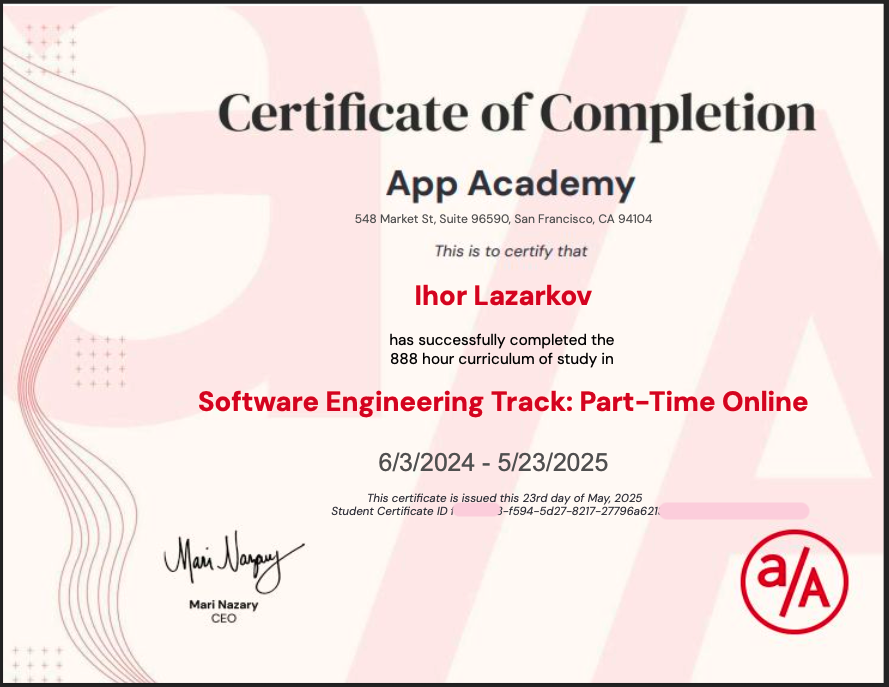 Certificate of Completion
App Academy
548 Market St, Suite 96590, San Francisco, CA 94104
This is to certify that
Ihor Lazarkov
has successfully completed the
888 hour curriculum of study in
Software Engineering Track: Part-Time Online
6/3/2024 - 5/23/2025
This certificate is issued this 23rd day of May, 2025
Student Certificate ID -f594-5d27-8217-27796a621
Mari Nazary
Mari Nazary
CEO
a/A